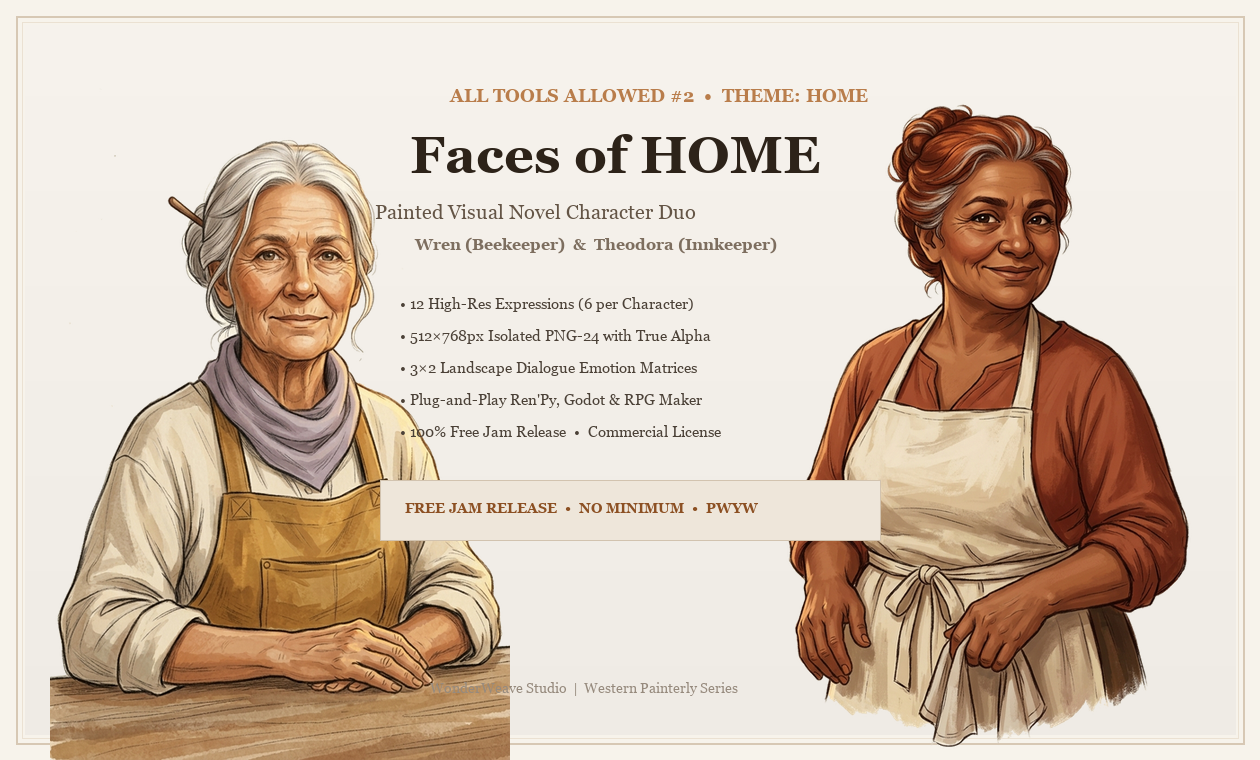 ALL TOOLS ALLOWED #2 • THEME: HOME
Faces of HOME
Painted Visual Novel Character Duo
Wren (Beekeeper) & Theodora (Innkeeper)
• 12 High-Res Expressions (6 per Character)
• 512×768px Isolated PNG-24 with True Alpha
• 3×2 Landscape Dialogue Emotion Matrices
• Plug-and-Play Ren'Py, Godot & RPG Maker
• 100% Free Jam Release • Commercial License
FREE JAM RELEASE • NO MINIMUM • PWYW
WonderWeave Studio | Western Painterly Series